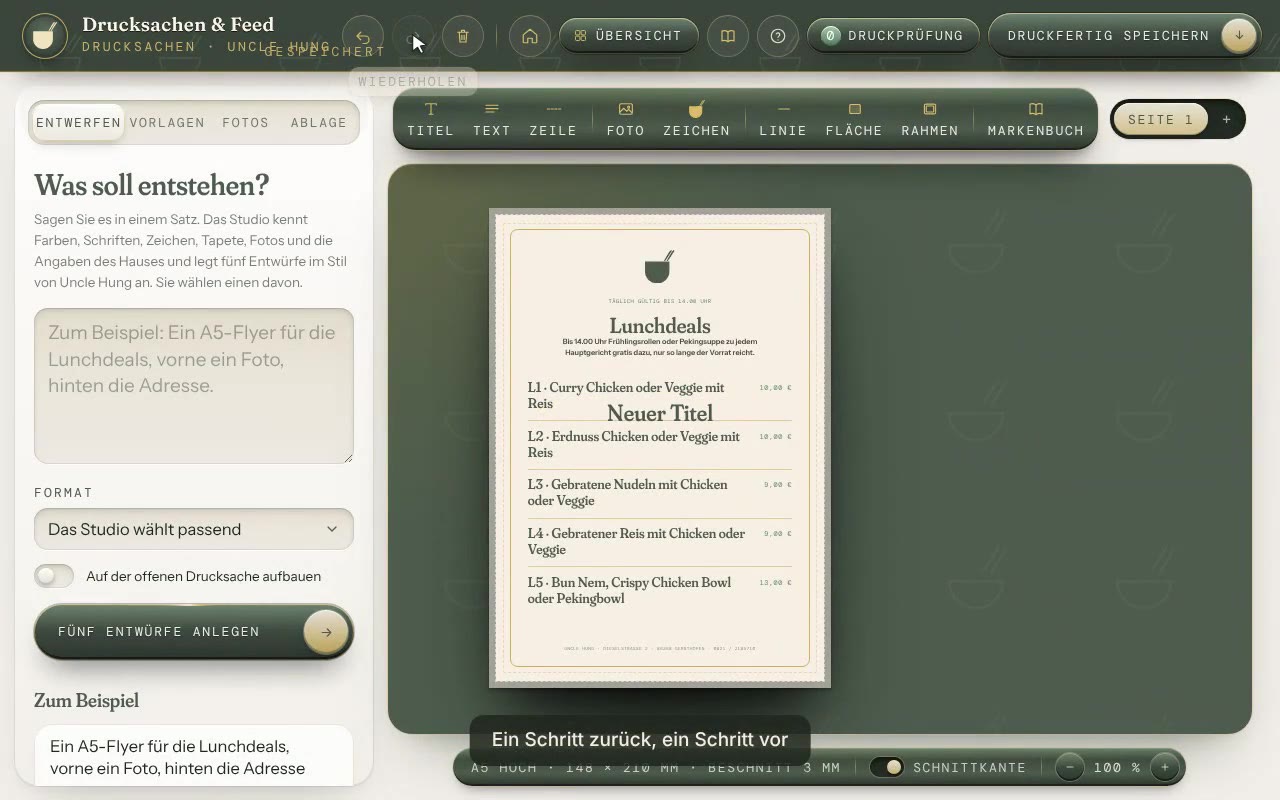 Drucksachen & Feed
DRUCKSACHEN · UNCLE HUNG
GESPEICHERT
ÜBERSICHT
DRUCKPRÜFUNG
DRUCKFERTIG SPEICHERN
WIEDERHOLEN
ENTWERFEN
VORLAGEN
FOTOS
ABLAGE
TITEL
TEXT
ZEILE
FOTO
ZEICHEN
LINIE
FLÄCHE
RAHMEN
MARKENBUCH
SEITE 1
+
Was soll entstehen?
Sagen Sie es in einem Satz. Das Studio kennt
Farben, Schriften, Zeichen, Tapete, Fotos und die
Angaben des Hauses und legt fünf Entwürfe im Stil
von Uncle Hung an. Sie wählen einen davon.
Zum Beispiel: Ein A5-Flyer für die
Lunchdeals, vorne ein Foto,
hinten die Adresse.
FORMAT
Das Studio wählt passend
Auf der offenen Drucksache aufbauen
FÜNF ENTWÜRFE ANLEGEN
Zum Beispiel
Ein A5-Flyer für die Lunchdeals,
vorne ein Foto, hinten die Adresse
TÄGLICH GÜLTIG BIS 14.00 UHR
Lunchdeals
Bis 14.00 Uhr Frühlingsrollen oder Pekingsuppe zu jedem
Hauptgericht gratis dazu, nur so lange der Vorrat reicht.
L1 · Curry Chicken oder Veggie mit
Reis
10,00 €
Neuer Titel
L2 · Erdnuss Chicken oder Veggie mit
Reis
10,00 €
L3 · Gebratene Nudeln mit Chicken
oder Veggie
9,00 €
L4 · Gebratener Reis mit Chicken oder
Veggie
9,00 €
L5 · Bun Nem, Crispy Chicken Bowl
oder Pekingbowl
13,00 €
UNCLE HUNG
Ein Schritt zurück, ein Schritt vor
A5 HOCH · 148 × 210 MM · BESCHNITT 3 MM
SCHNITTKANTE
− 100 % +